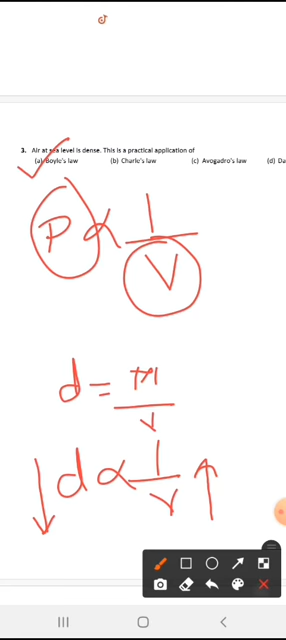 3. Air at sea level is dense. This is a practical application of
(a) Boyle's law (b) Charle's law (c) Avogadro's law (d) Da
P ∝ 1/V
d = m/v
↓ d ∝ 1/v ↑